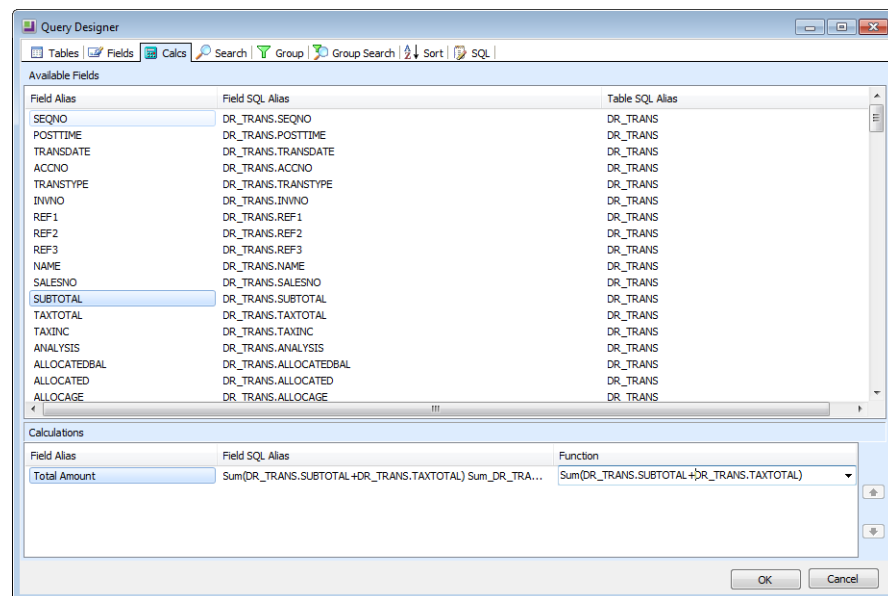 Query Designer
Tables Fields Calcs Search Group Group Search Sort SQL
Available Fields
Field Alias Field SQL Alias Table SQL Alias
SEQNO DR_TRANS.SEQNO DR_TRANS
POSTTIME DR_TRANS.POSTTIME DR_TRANS
TRANSDATE DR_TRANS.TRANSDATE DR_TRANS
ACCNO DR_TRANS.ACCNO DR_TRANS
TRANSTYPE DR_TRANS.TRANSTYPE DR_TRANS
INVNO DR_TRANS.INVNO DR_TRANS
REF1 DR_TRANS.REF1 DR_TRANS
REF2 DR_TRANS.REF2 DR_TRANS
REF3 DR_TRANS.REF3 DR_TRANS
NAME DR_TRANS.NAME DR_TRANS
SALESNO DR_TRANS.SALESNO DR_TRANS
SUBTOTAL DR_TRANS.SUBTOTAL DR_TRANS
TAXTOTAL DR_TRANS.TAXTOTAL DR_TRANS
TAXINC DR_TRANS.TAXINC DR_TRANS
ANALYSIS DR_TRANS.ANALYSIS DR_TRANS
ALLOCATEDBAL DR_TRANS.ALLOCATEDBAL DR_TRANS
ALLOCATED DR_TRANS.ALLOCATED DR_TRANS
ALLOCAGE DR_TRANS.ALLOCAGE DR_TRANS
Calculations
Field Alias Field SQL Alias Function
Total Amount Sum(DR_TRANS.SUBTOTAL+DR_TRANS.TAXTOTAL) Sum_DR_TRA... Sum(DR_TRANS.SUBTOTAL+DR_TRANS.TAXTOTAL)
OK Cancel